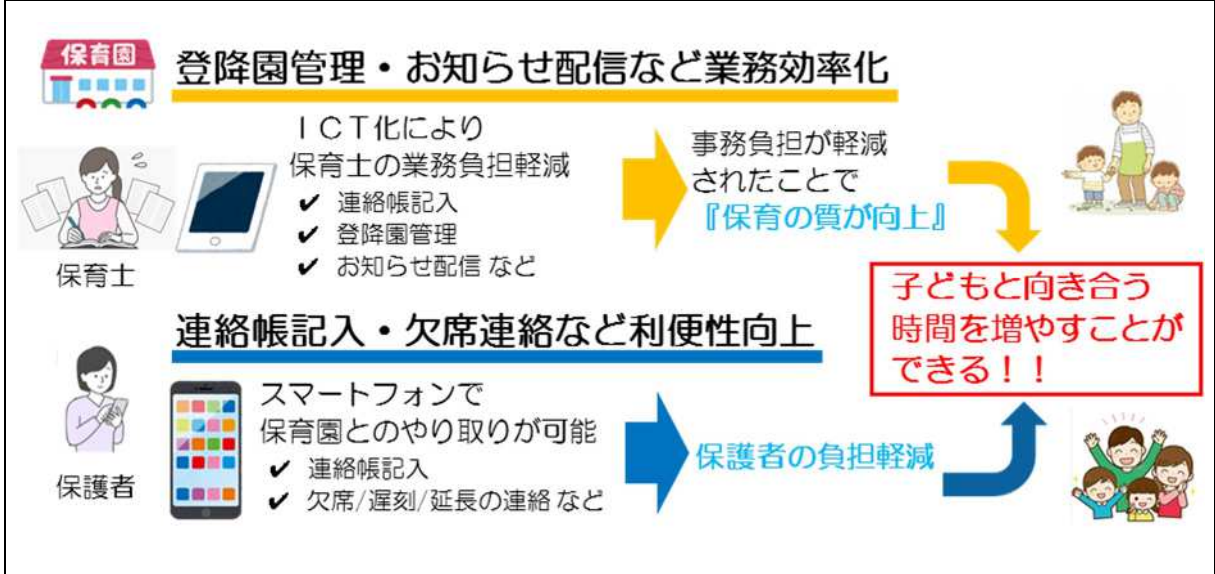 保育園
登降園管理・お知らせ配信など業務効率化
ＩＣＴ化により
保育士の業務負担軽減
✔ 連絡帳記入
✔ 登降園管理
✔ お知らせ配信 など
保育士
事務負担が軽減
されたことで
『保育の質が向上』
子どもと向き合う
時間を増やすことが
できる！！
連絡帳記入・欠席連絡など利便性向上
スマートフォンで
保育園とのやり取りが可能
✔ 連絡帳記入
✔ 欠席/遅刻/延長の連絡 など
保護者
保護者の負担軽減